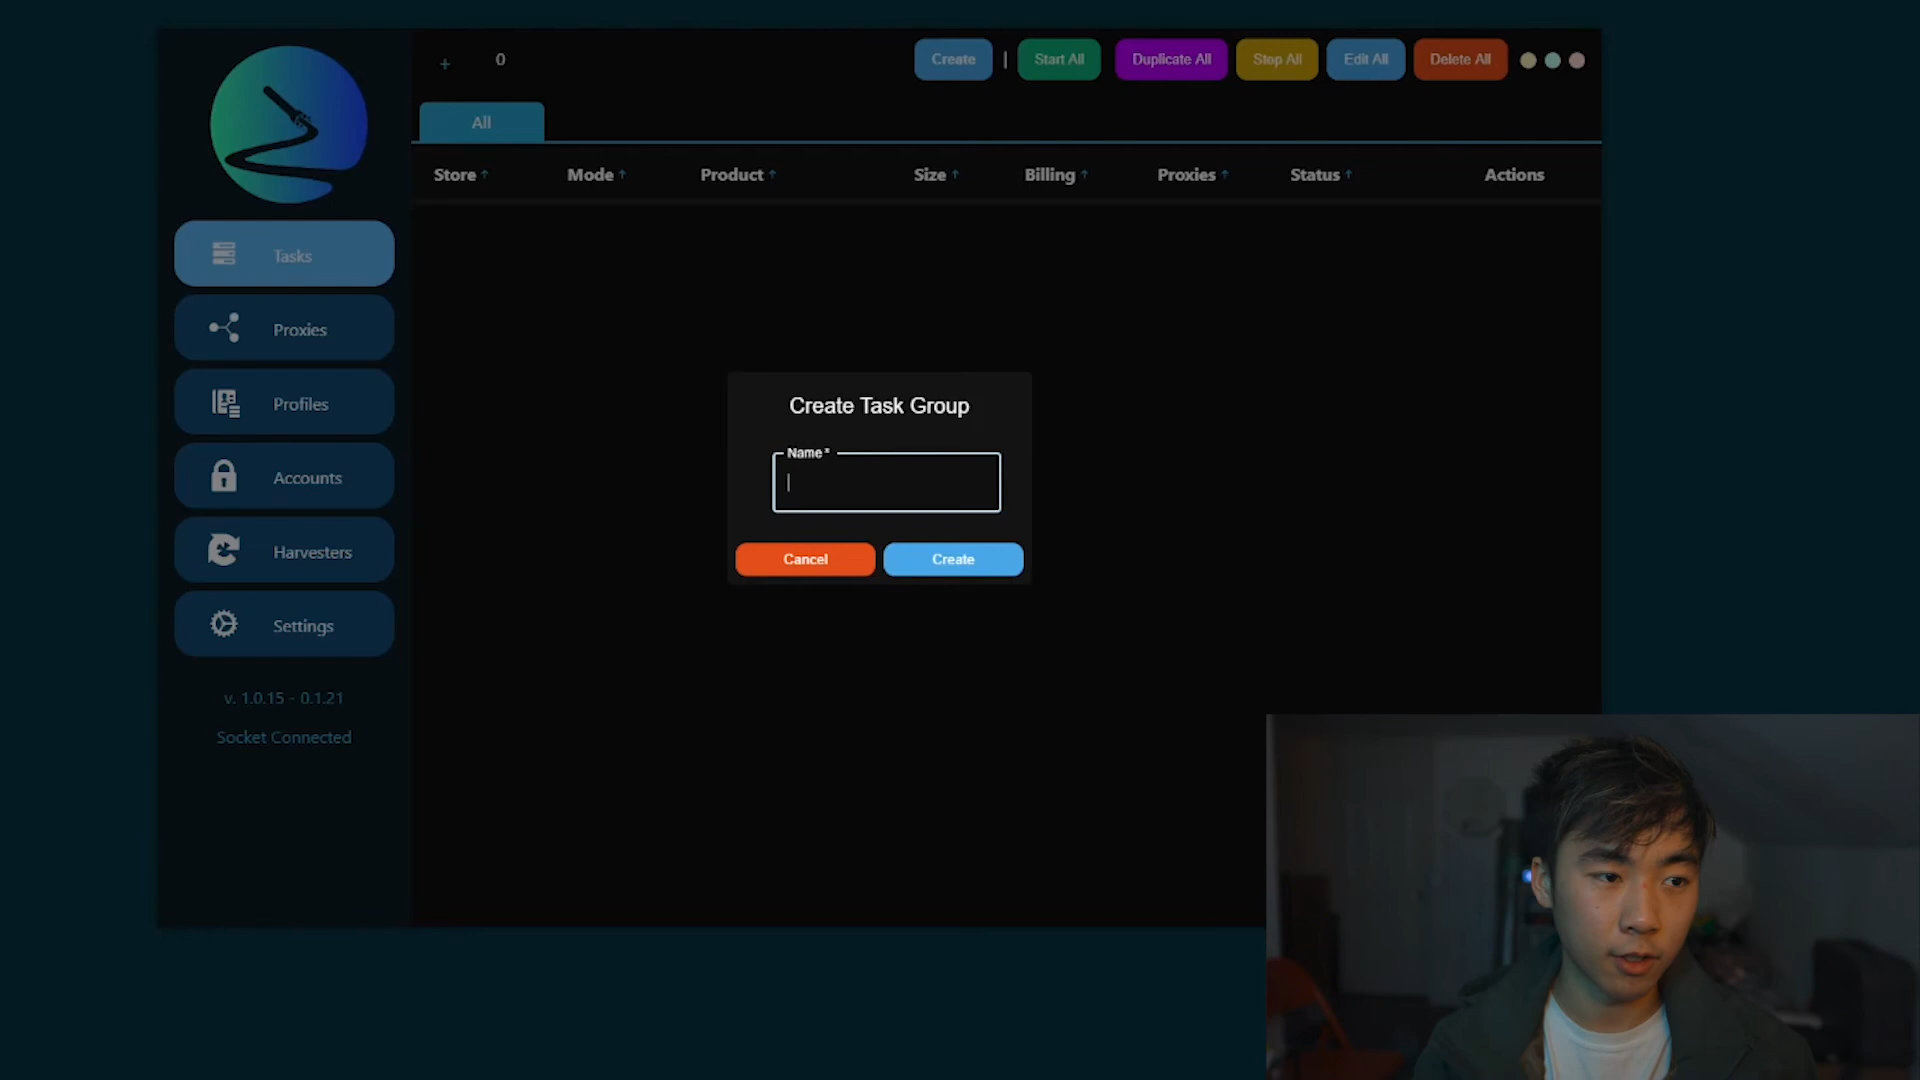 + 0 Create | Start All Duplicate All Stop All Edit All Delete All
All
Store ↑ Mode ↑ Product ↑ Size ↑ Billing ↑ Proxies ↑ Status ↑ Actions
Tasks
Proxies
Profiles
Accounts
Harvesters
Settings
v. 1.0.15 - 0.1.21
Socket Connected
Create Task Group
Name*
Cancel Create